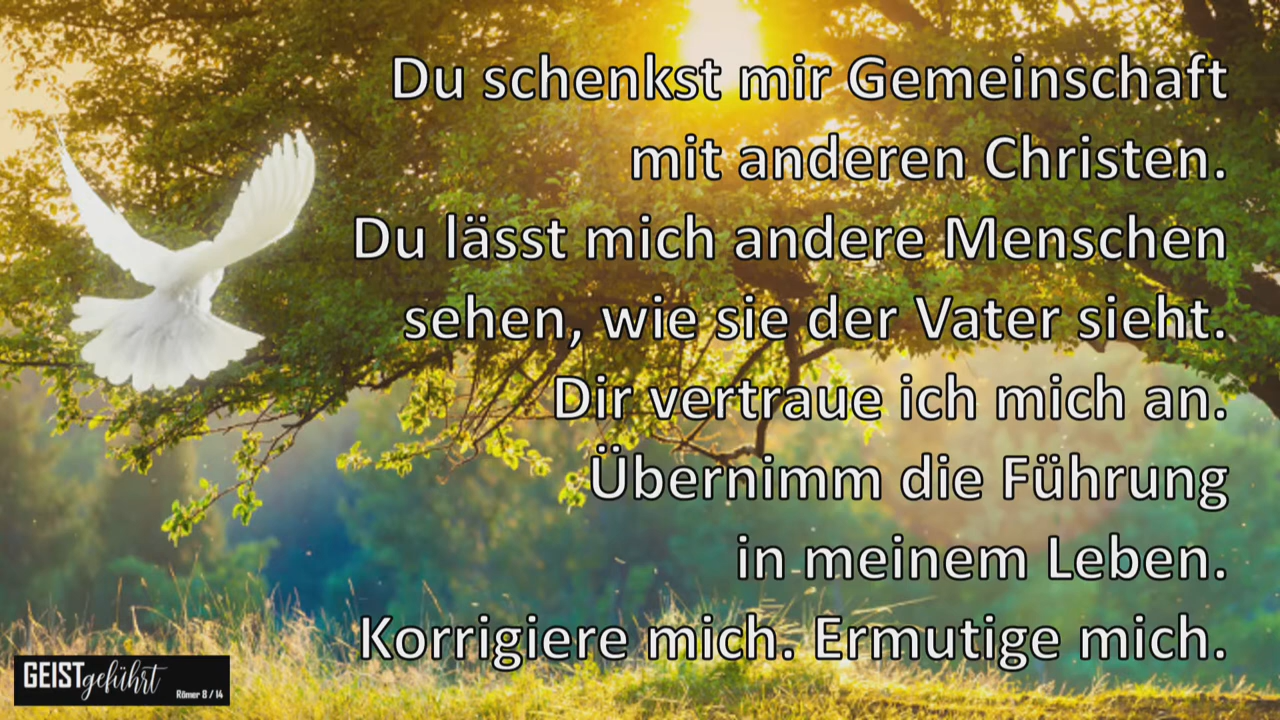 Du schenkst mir Gemeinschaft
mit anderen Christen.
Du lässt mich andere Menschen
sehen, wie sie der Vater sieht.
Dir vertraue ich mich an.
Übernimm die Führung
in meinem Leben.
Korrigiere mich. Ermutige mich.
GEISTgeführt
Römer 8 / 14